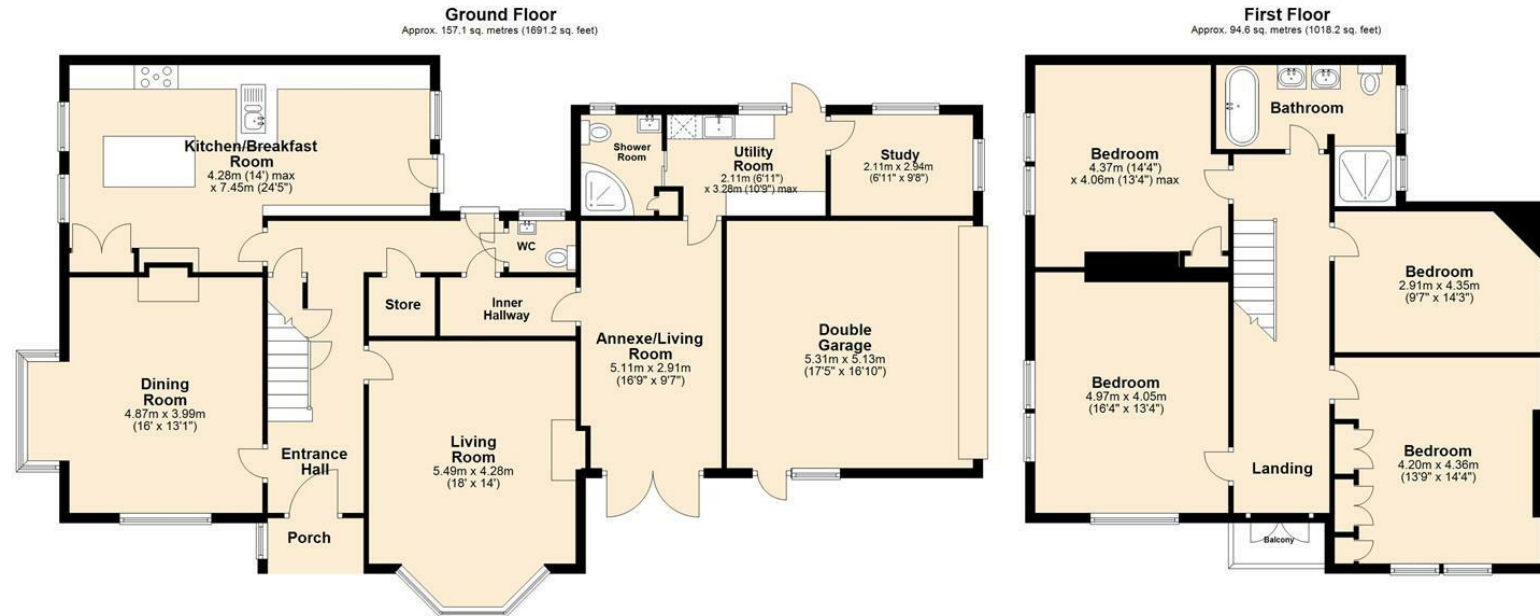 Ground Floor
Approx. 157.1 sq. metres (1691.2 sq. feet)
Kitchen/Breakfast
Room
4.28m (14') max
x 7.45m (24'5")
Shower
Room
Utility
Room
2.11m (6'11")
x 3.28m (10'9") max
Study
2.11m x 2.94m
(6'11" x 9'8")
WC
Store
Inner
Hallway
Annexe/Living
Room
5.11m x 2.91m
(16'9" x 9'7")
Double
Garage
5.31m x 5.13m
(17'5" x 16'10")
Dining
Room
4.87m x 3.99m
(16' x 13'1")
Entrance
Hall
Living
Room
5.49m x 4.28m
(18' x 14')
Porch
First Floor
Approx. 94.6 sq. metres (1018.2 sq. feet)
Bathroom
Bedroom
4.37m (14'4")
x 4.06m (13'4") max
Bedroom
2.91m x 4.35m
(9'7" x 14'3")
Bedroom
4.97m x 4.05m
(16'4" x 13'4")
Bedroom
4.20m x 4.36m
(13'9" x 14'4")
Landing
Balcony